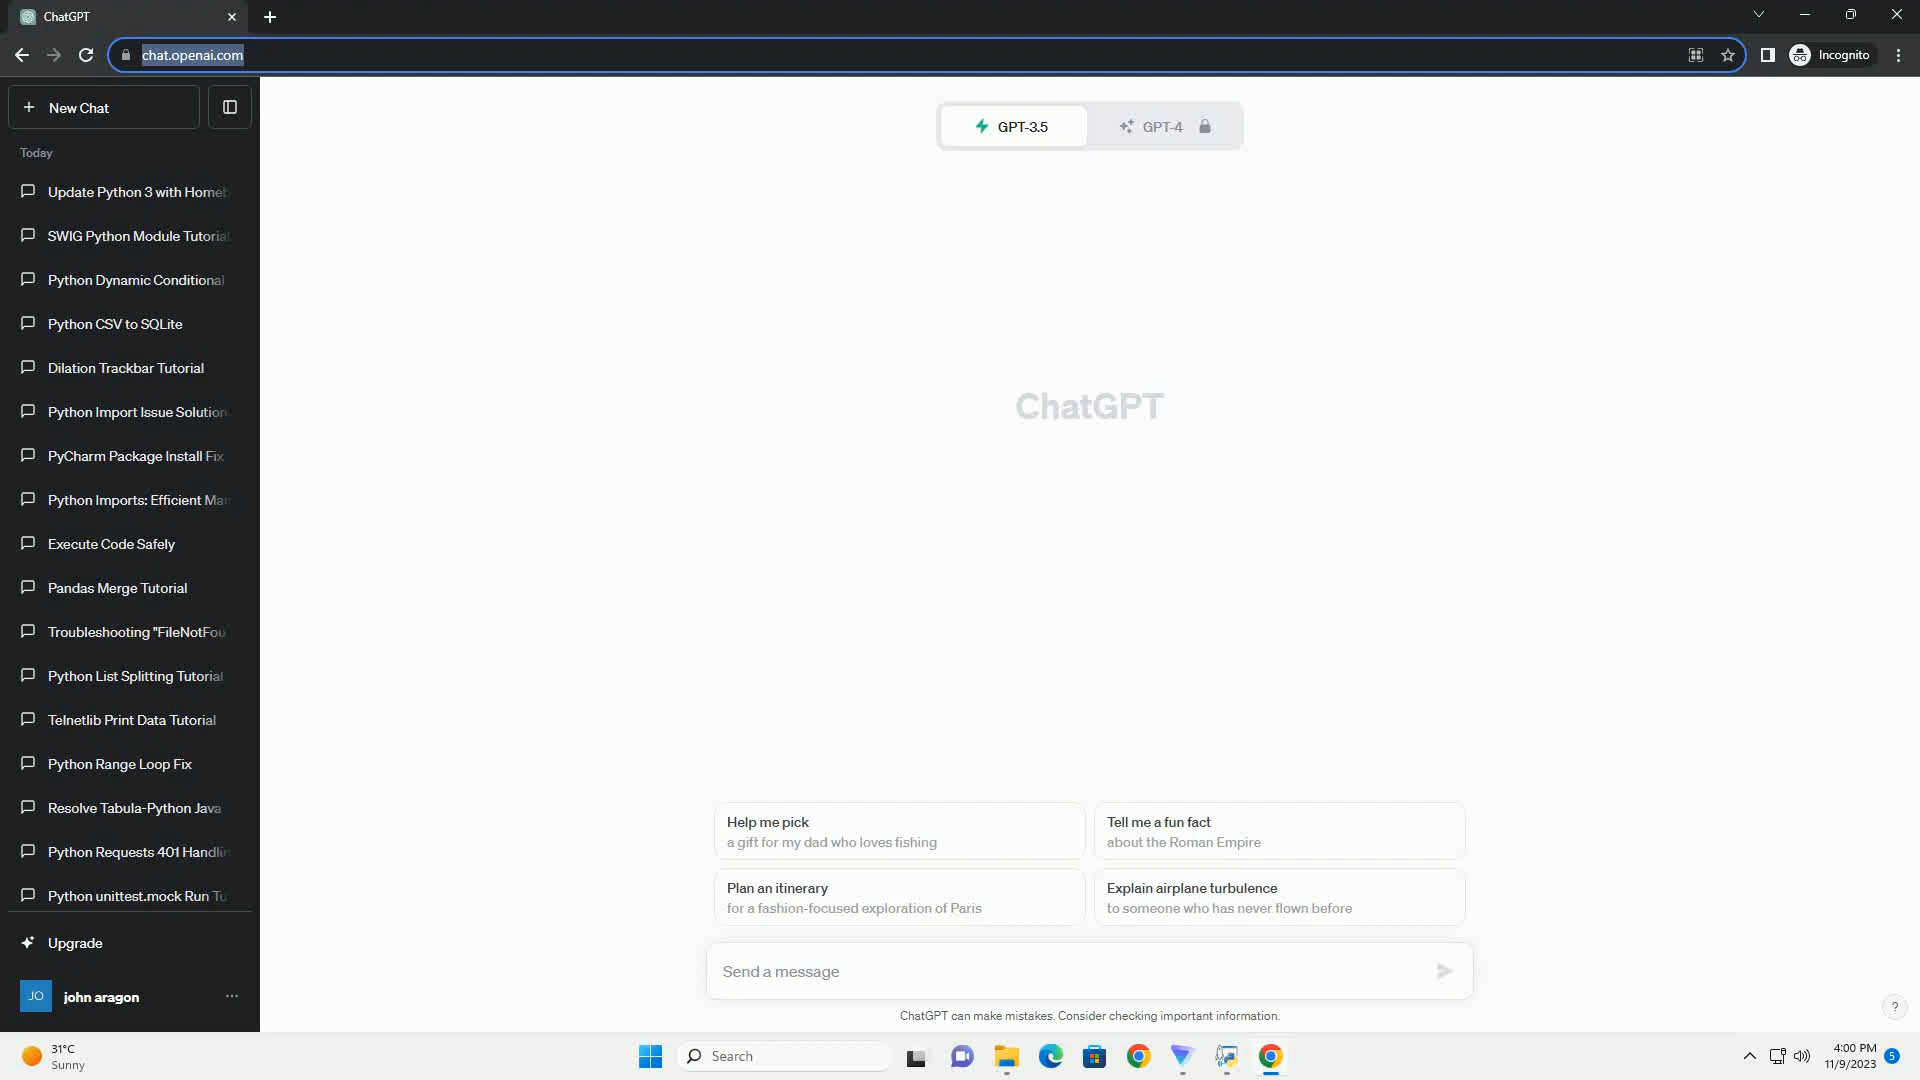 ChatGPT
chat.openai.com
Incognito
New Chat
GPT-3.5
GPT-4
Today
Update Python 3 with Homeb
SWIG Python Module Tutorial
Python Dynamic Conditional
Python CSV to SQLite
Dilation Trackbar Tutorial
Python Import Issue Solution
PyCharm Package Install Fix
Python Imports: Efficient Man
Execute Code Safely
Pandas Merge Tutorial
Troubleshooting "FileNotFou
Python List Splitting Tutorial
Telnetlib Print Data Tutorial
Python Range Loop Fix
Resolve Tabula-Python Java
Python Requests 401 Handlin
Python unittest.mock Run Tu
Upgrade
JO
john aragon
ChatGPT
Help me pick
a gift for my dad who loves fishing
Tell me a fun fact
about the Roman Empire
Plan an itinerary
for a fashion-focused exploration of Paris
Explain airplane turbulence
to someone who has never flown before
Send a message
ChatGPT can make mistakes. Consider checking important information.
?
31°C
Sunny
Search
4:00 PM
11/9/2023
5